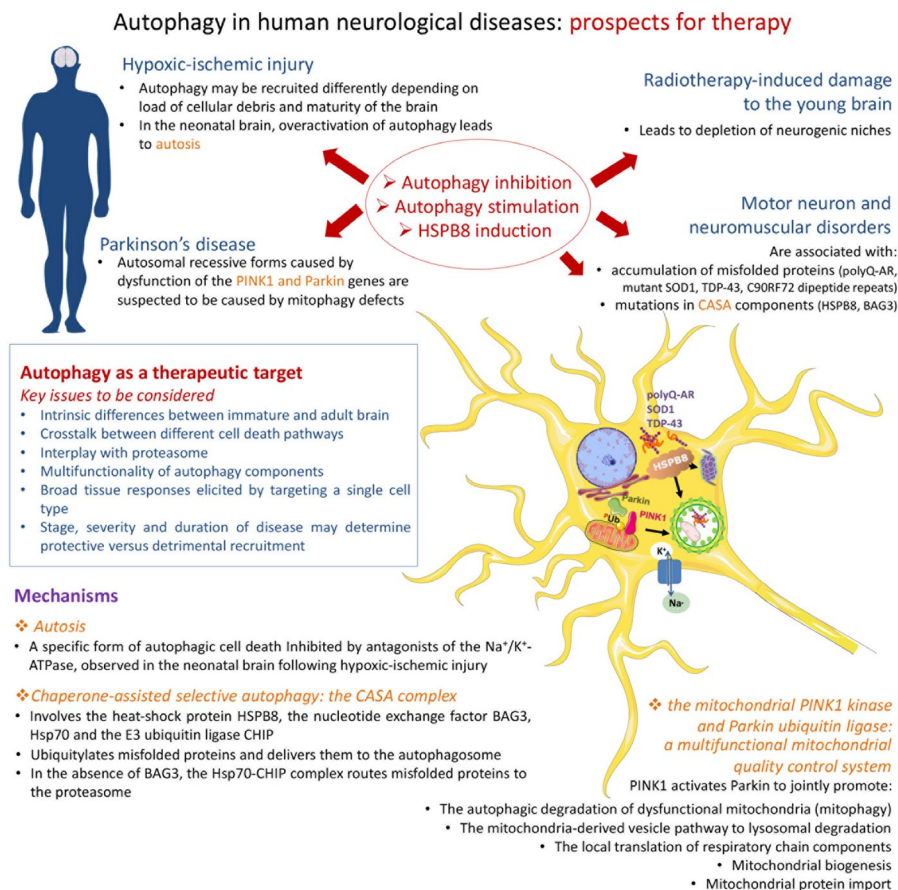 Autophagy in human neurological diseases: prospects for therapy
Hypoxic-ischemic injury
• Autophagy may be recruited differently depending on
load of cellular debris and maturity of the brain
• In the neonatal brain, overactivation of autophagy leads
to autosis
Radiotherapy-induced damage
to the young brain
• Leads to depletion of neurogenic niches
➢ Autophagy inhibition
➢ Autophagy stimulation
➢ HSPB8 induction
Parkinson's disease
• Autosomal recessive forms caused by
dysfunction of the PINK1 and Parkin genes are
suspected to be caused by mitophagy defects
Motor neuron and
neuromuscular disorders
Are associated with:
• accumulation of misfolded proteins (polyQ-AR,
mutant SOD1, TDP-43, C90RF72 dipeptide repeats)
• mutations in CASA components (HSPB8, BAG3)
Autophagy as a therapeutic target
Key issues to be considered
• Intrinsic differences between immature and adult brain
• Crosstalk between different cell death pathways
• Interplay with proteasome
• Multifunctionality of autophagy components
• Broad tissue responses elicited by targeting a single cell
type
• Stage, severity and duration of disease may determine
protective versus detrimental recruitment
polyQ-AR
SOD1
TDP-43
HSPB8
Parkin
PUb
PINK1
K+
Na+
Mechanisms
❖ Autosis
• A specific form of autophagic cell death Inhibited by antagonists of the Na+/K+-
ATPase, observed in the neonatal brain following hypoxic-ischemic injury
❖ Chaperone-assisted selective autophagy: the CASA complex
• Involves the heat-shock protein HSPB8, the nucleotide exchange factor BAG3,
Hsp70 and the E3 ubiquitin ligase CHIP
• Ubiquitylates misfolded proteins and delivers them to the autophagosome
• In the absence of BAG3, the Hsp70-CHIP complex routes misfolded proteins to
the proteasome
❖ the mitochondrial PINK1 kinase
and Parkin ubiquitin ligase:
a multifunctional mitochondrial
quality control system
PINK1 activates Parkin to jointly promote:
• The autophagic degradation of dysfunctional mitochondria (mitophagy)
• The mitochondria-derived vesicle pathway to lysosomal degradation
• The local translation of respiratory chain components
• Mitochondrial biogenesis
• Mitochondrial protein import